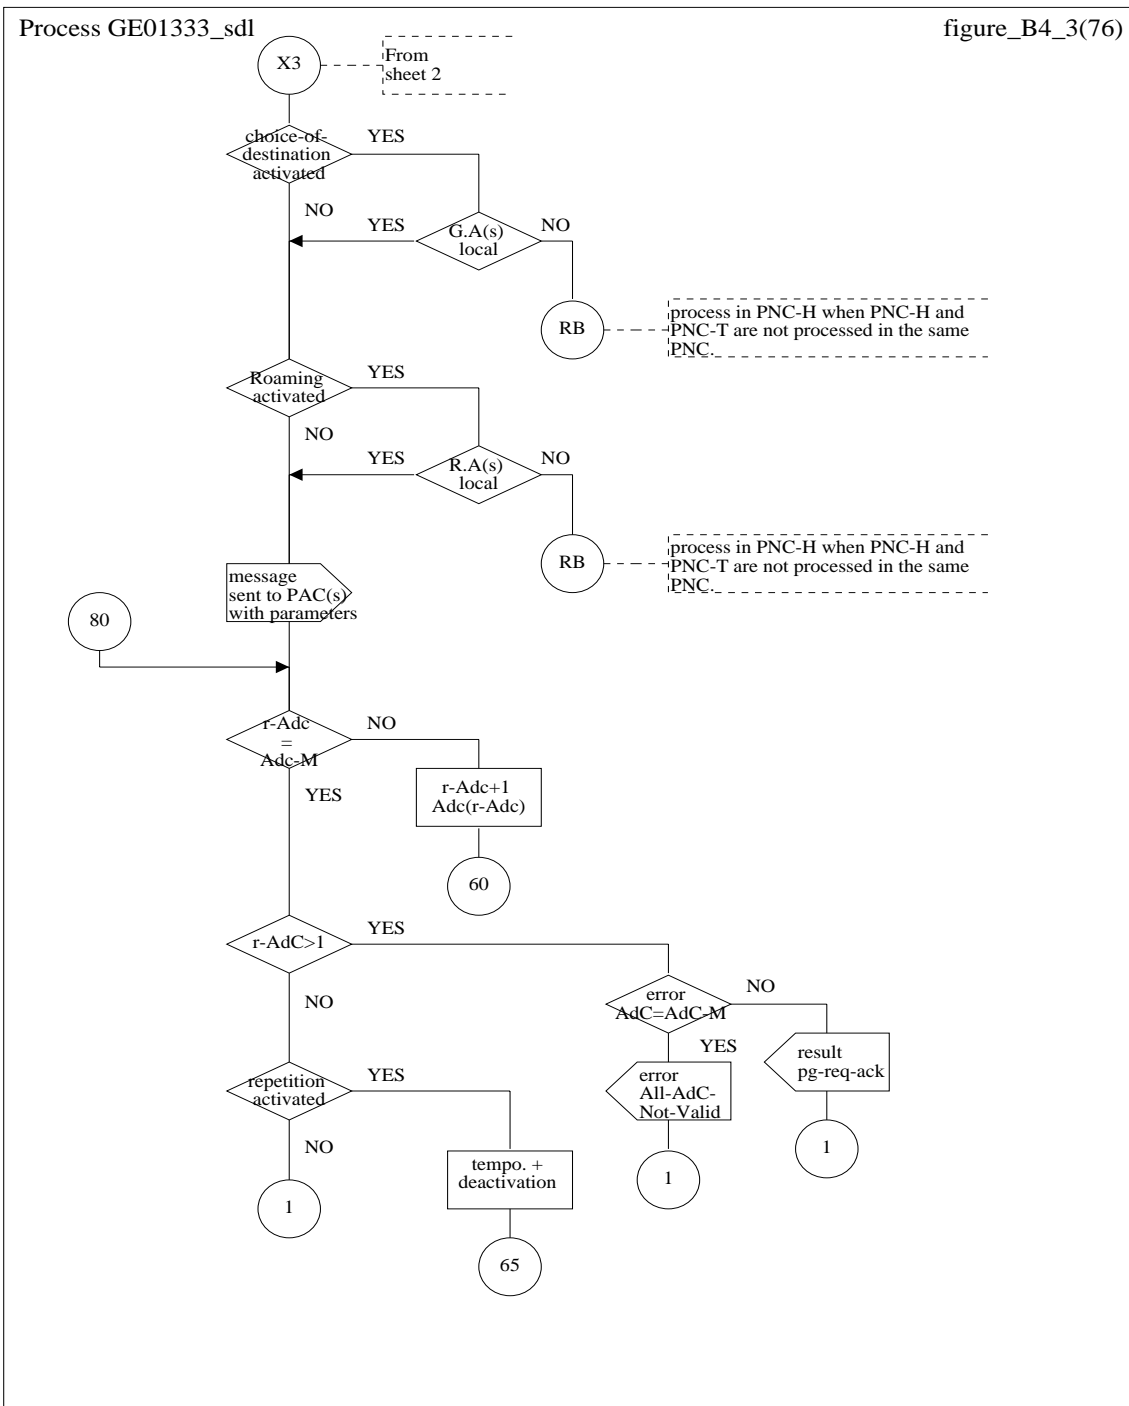 Process GE01333_sdl
figure_B4_3(76)
X3
From
sheet 2
choice-of-
destination
activated
YES
NO
YES
G.A(s)
local
NO
RB
process in PNC-H when PNC-H and
PNC-T are not processed in the same
PNC.
Roaming
activated
YES
NO
YES
R.A(s)
local
NO
RB
process in PNC-H when PNC-H and
PNC-T are not processed in the same
PNC.
message
sent to PAC(s)
with parameters
80
r-Adc
=
Adc-M
NO
YES
r-Adc+1
Adc(r-Adc)
60
r-AdC>1
YES
NO
error
AdC=AdC-M
NO
YES
result
pg-req-ack
error
All-AdC-
Not-Valid
1
1
repetition
activated
YES
NO
tempo. +
deactivation
1
65